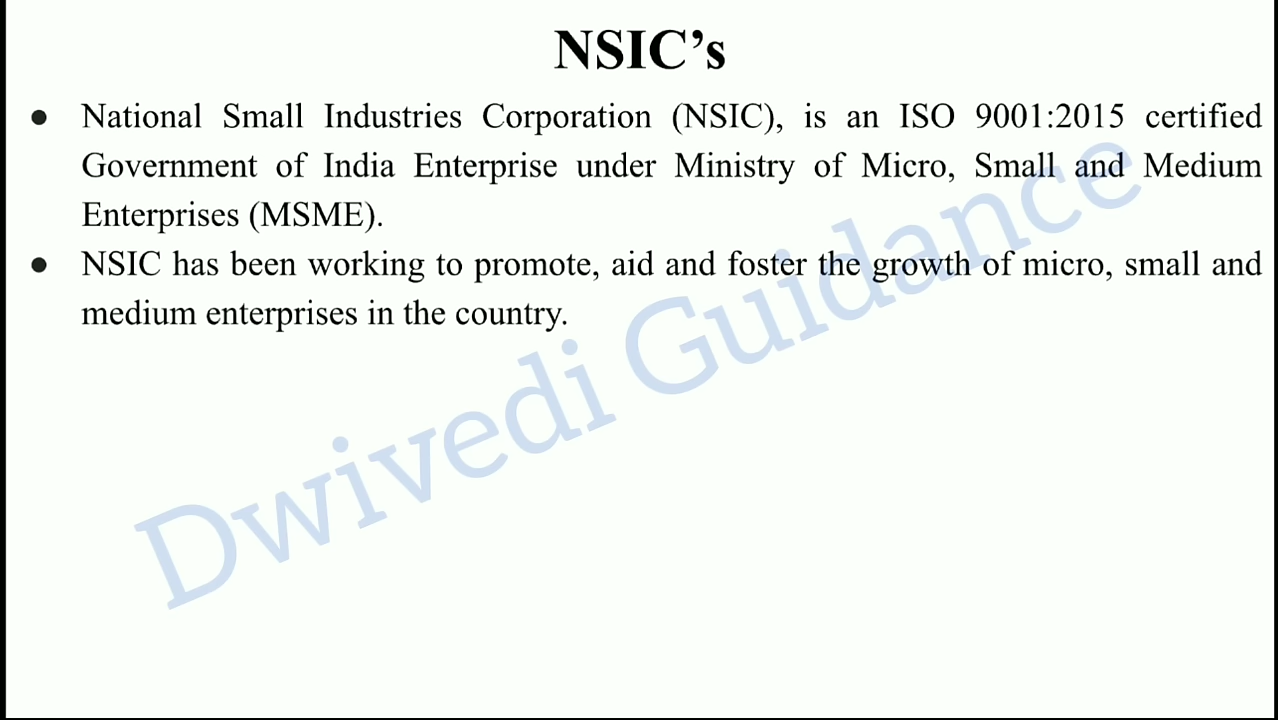 NSIC’s
● National Small Industries Corporation (NSIC), is an ISO 9001:2015 certified
Government of India Enterprise under Ministry of Micro, Small and Medium
Enterprises (MSME).
● NSIC has been working to promote, aid and foster the growth of micro, small and
medium enterprises in the country.
Dwivedi Guidance